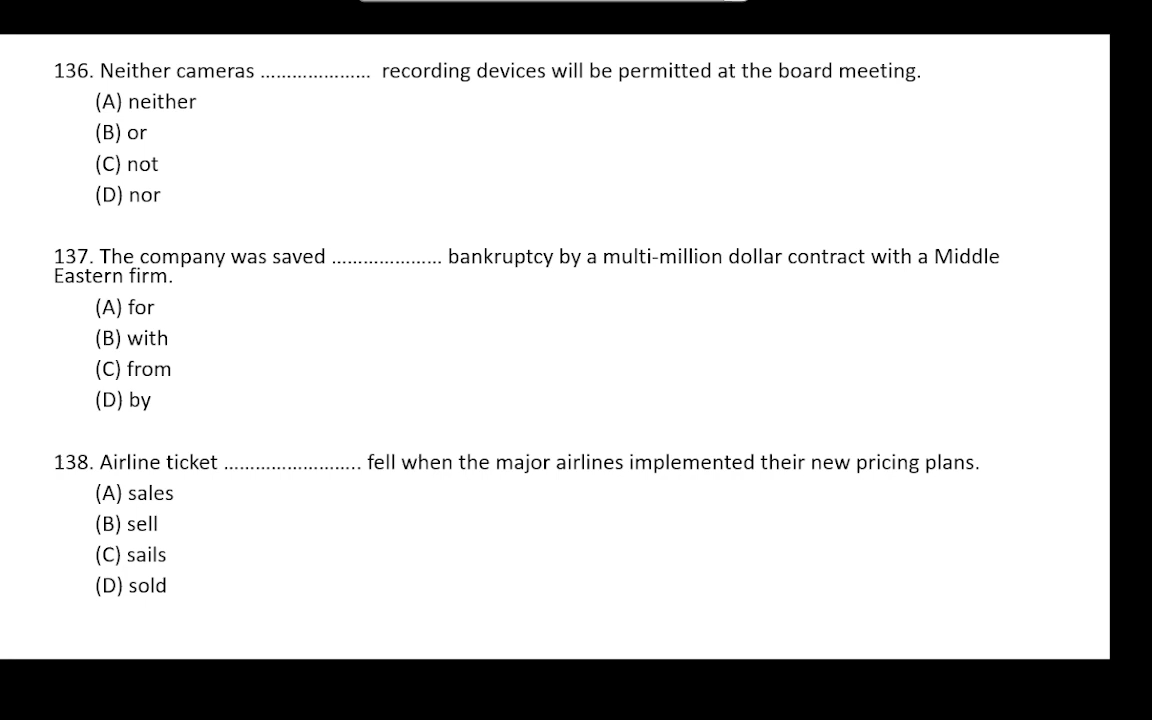 136. Neither cameras ..................... recording devices will be permitted at the board meeting.
(A) neither
(B) or
(C) not
(D) nor
137. The company was saved ..................... bankruptcy by a multi-million dollar contract with a Middle
Eastern firm.
(A) for
(B) with
(C) from
(D) by
138. Airline ticket .......................... fell when the major airlines implemented their new pricing plans.
(A) sales
(B) sell
(C) sails
(D) sold